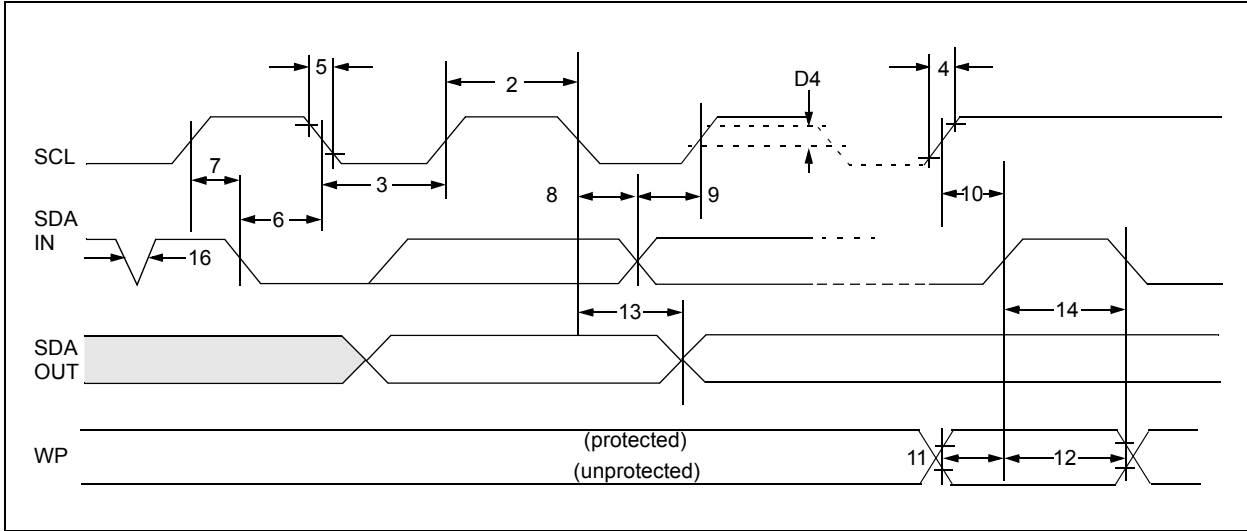 5
2
D4
4
SCL
7
3
8
9
10
6
SDA
IN
16
13
14
SDA
OUT
(protected)
WP
11
12
(unprotected)